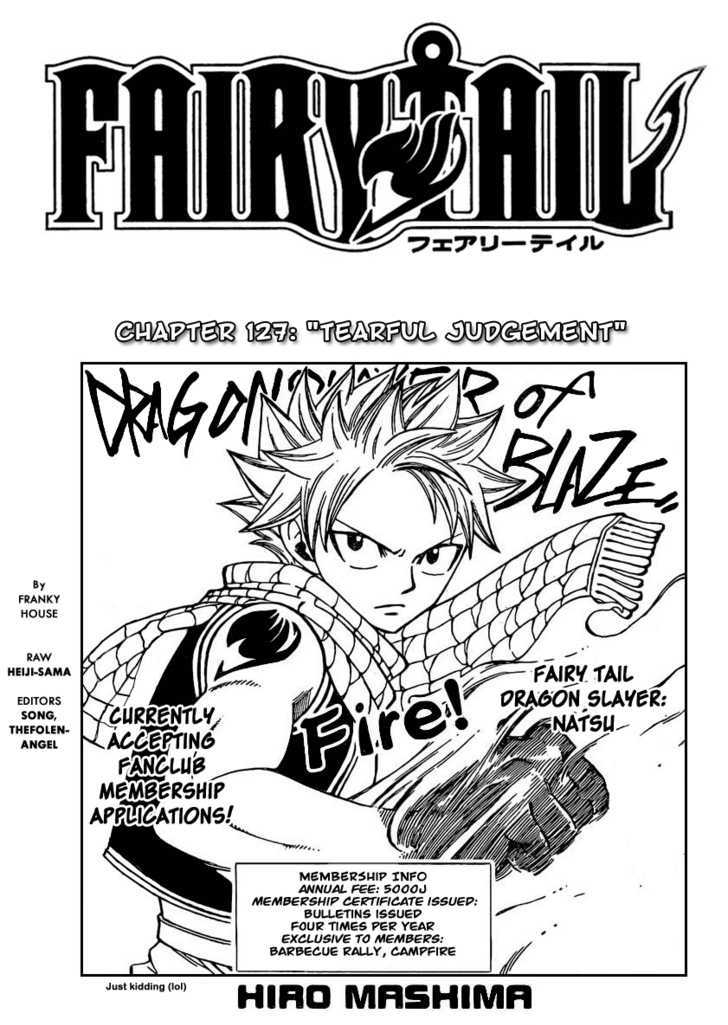 FAIRY TAIL
フェアリーテイル
CHAPTER 127: "TEARFUL JUDGEMENT"
DRAGON SLAYER of
BLAZE..
By
FRANKY
HOUSE
RAW
HEIJI-SAMA
EDITORS
SONG,
THEFOLEN-
ANGEL
FAIRY TAIL
DRAGON SLAYER:
NATSU
Fire!
CURRENTLY
ACCEPTING
FANCLUB
MEMBERSHIP
APPLICATIONS!
MEMBERSHIP INFO
ANNUAL FEE: 5000J
MEMBERSHIP CERTIFICATE ISSUED:
BULLETINS ISSUED
FOUR TIMES PER YEAR
EXCLUSIVE TO MEMBERS:
BARBECUE RALLY, CAMPFIRE
Just kidding (lol)
HIRO MASHIMA